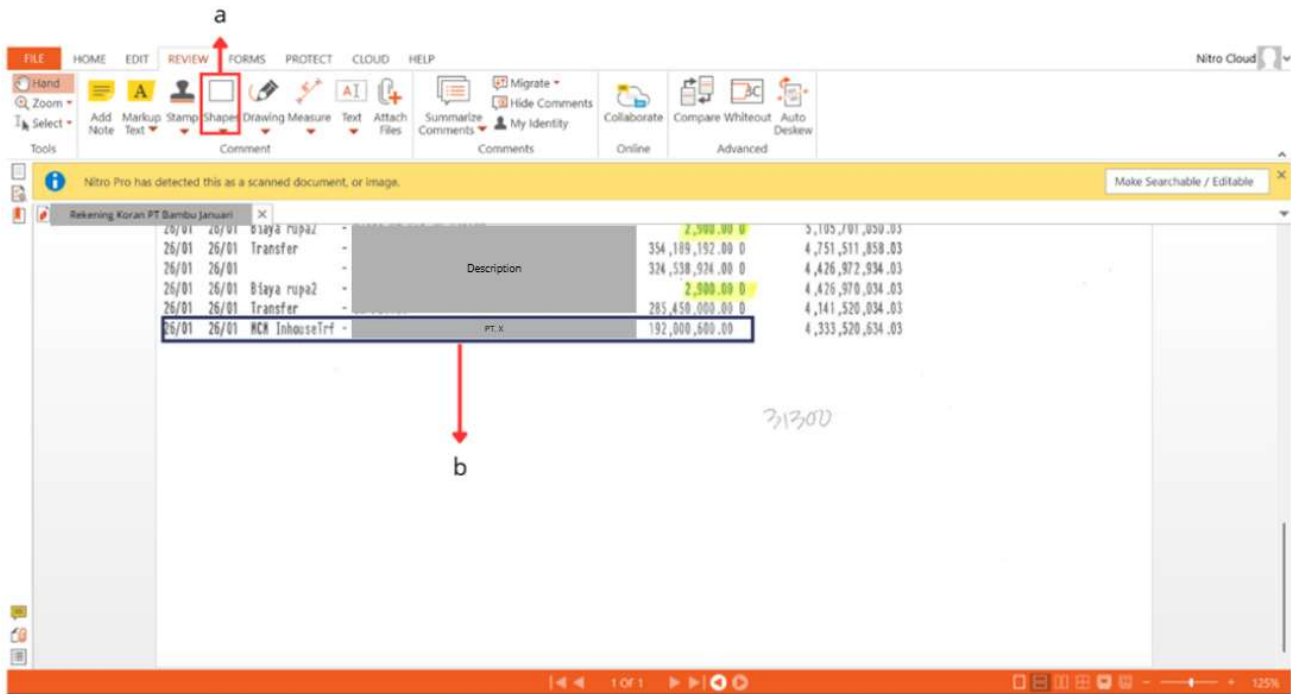 a
FILE HOME EDIT REVIEW FORMS PROTECT CLOUD HELP Nitro Cloud
Hand
Zoom
Select
Tools
Add Note
Markup Text
Stamp
Shapes
Drawing
Measure
Text
Attach Files
Comment
Summarize Comments
Migrate
Hide Comments
My Identity
Comments
Collaborate
Online
Compare
Whiteout
Auto Deskew
Advanced
Nitro Pro has detected this as a scanned document, or image. Make Searchable / Editable
Rekening Koran PT Bambu Januari
26/01 26/01 Biaya rupa2 - 2,900.00 D 5,105,701,050.03
26/01 26/01 Transfer - 354,189,192.00 D 4,751,511,858.03
26/01 26/01 - Description 324,538,924.00 D 4,426,972,934.03
26/01 26/01 Biaya rupa2 - 2,900.00 D 4,426,970,034.03
26/01 26/01 Transfer - 285,450,000.00 D 4,141,520,034.03
26/01 26/01 MCM InhouseTrf - PT. X 192,000,600.00 4,333,520,634.03
31300
b
1 OF 1 125%